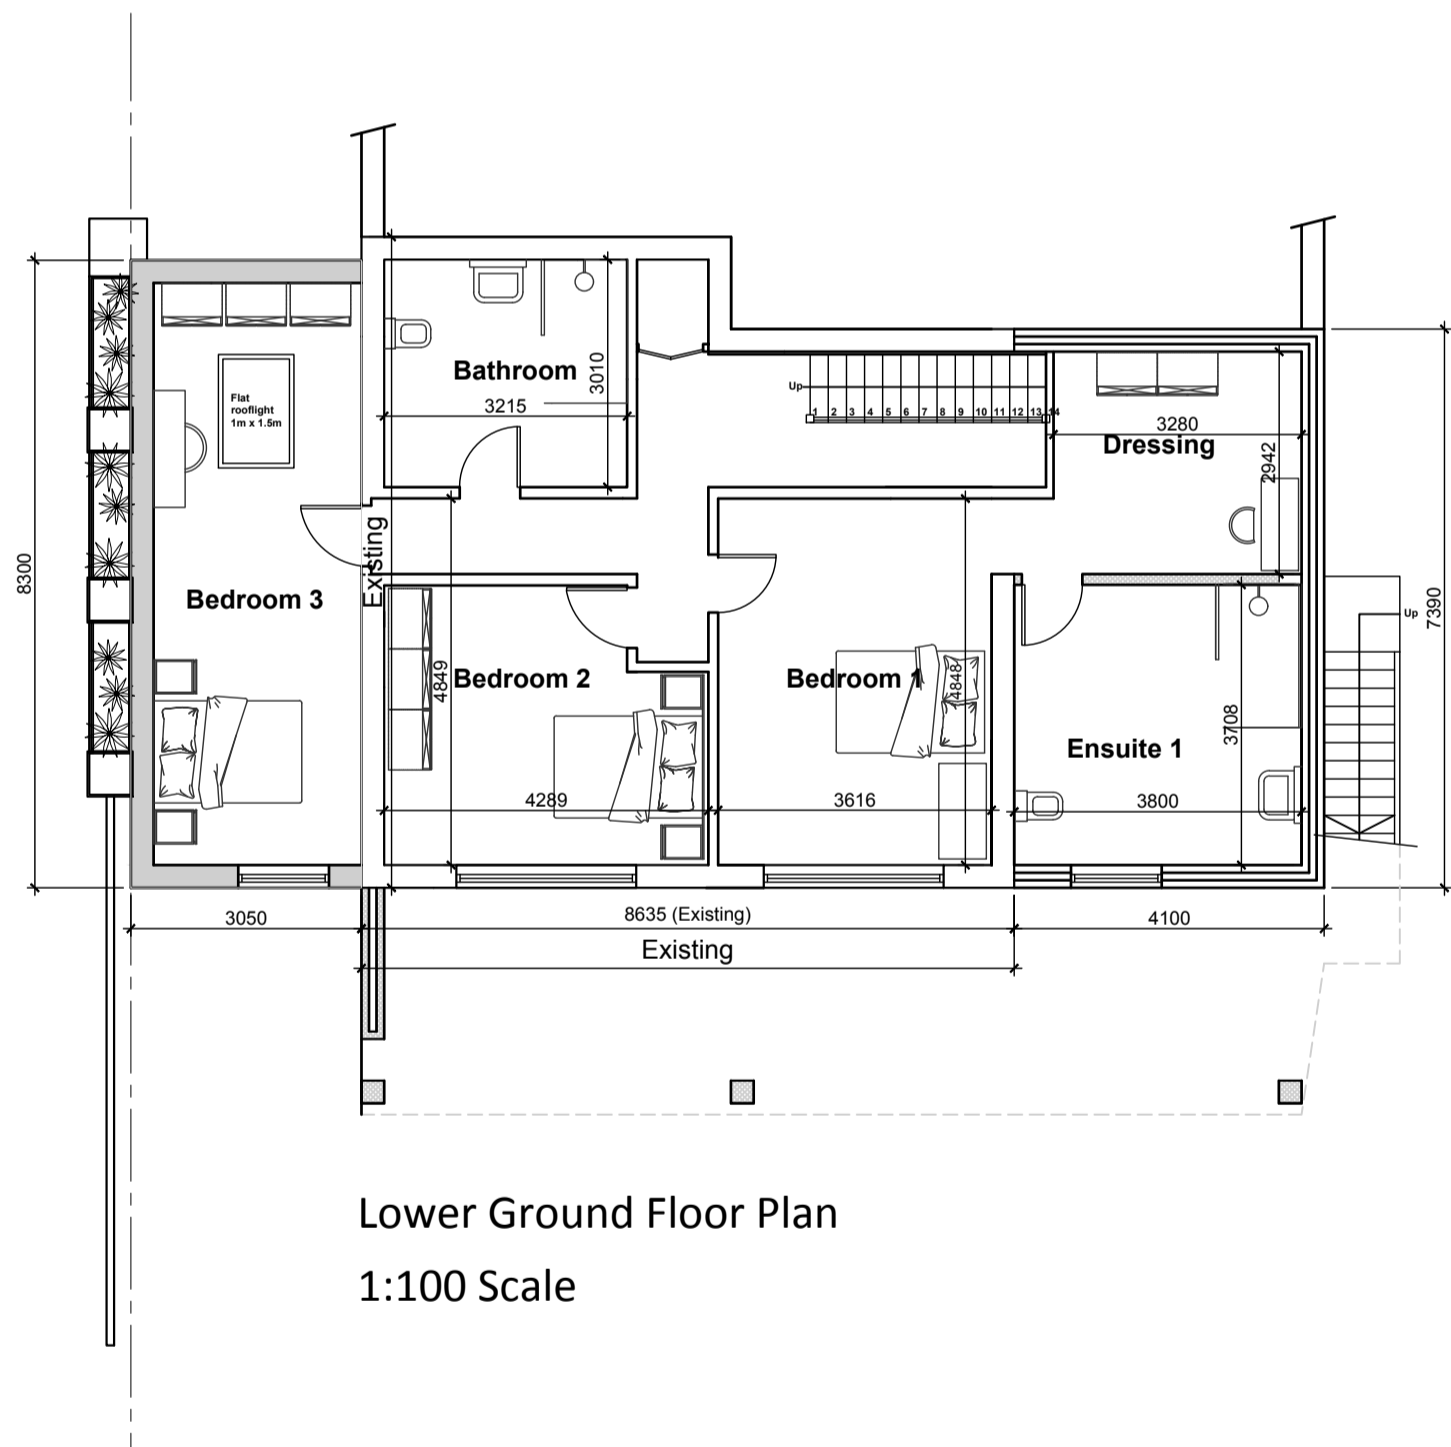 Bathroom
3010
3215
Flat
rooflight
1m x 1.5m
Up
1 2 3 4 5 6 7 8 9 10 11 12 13 14
3280
Dressing
2942
8300
Existing
Bedroom 3
7390
Up
4849
Bedroom 2
Bedroom 1
4848
3708
Ensuite 1
4289
3616
3800
3050
8635 (Existing)
4100
Existing
Lower Ground Floor Plan
1:100 Scale